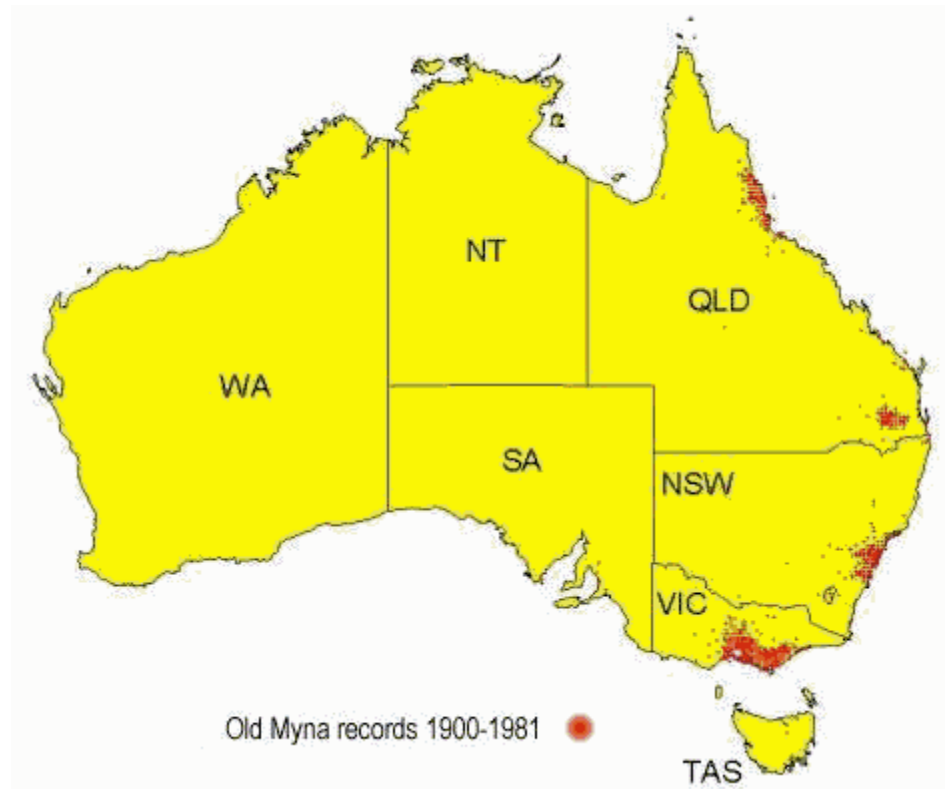 NT
QLD
WA
SA
NSW
VIC
Old Myna records 1900-1981
TAS